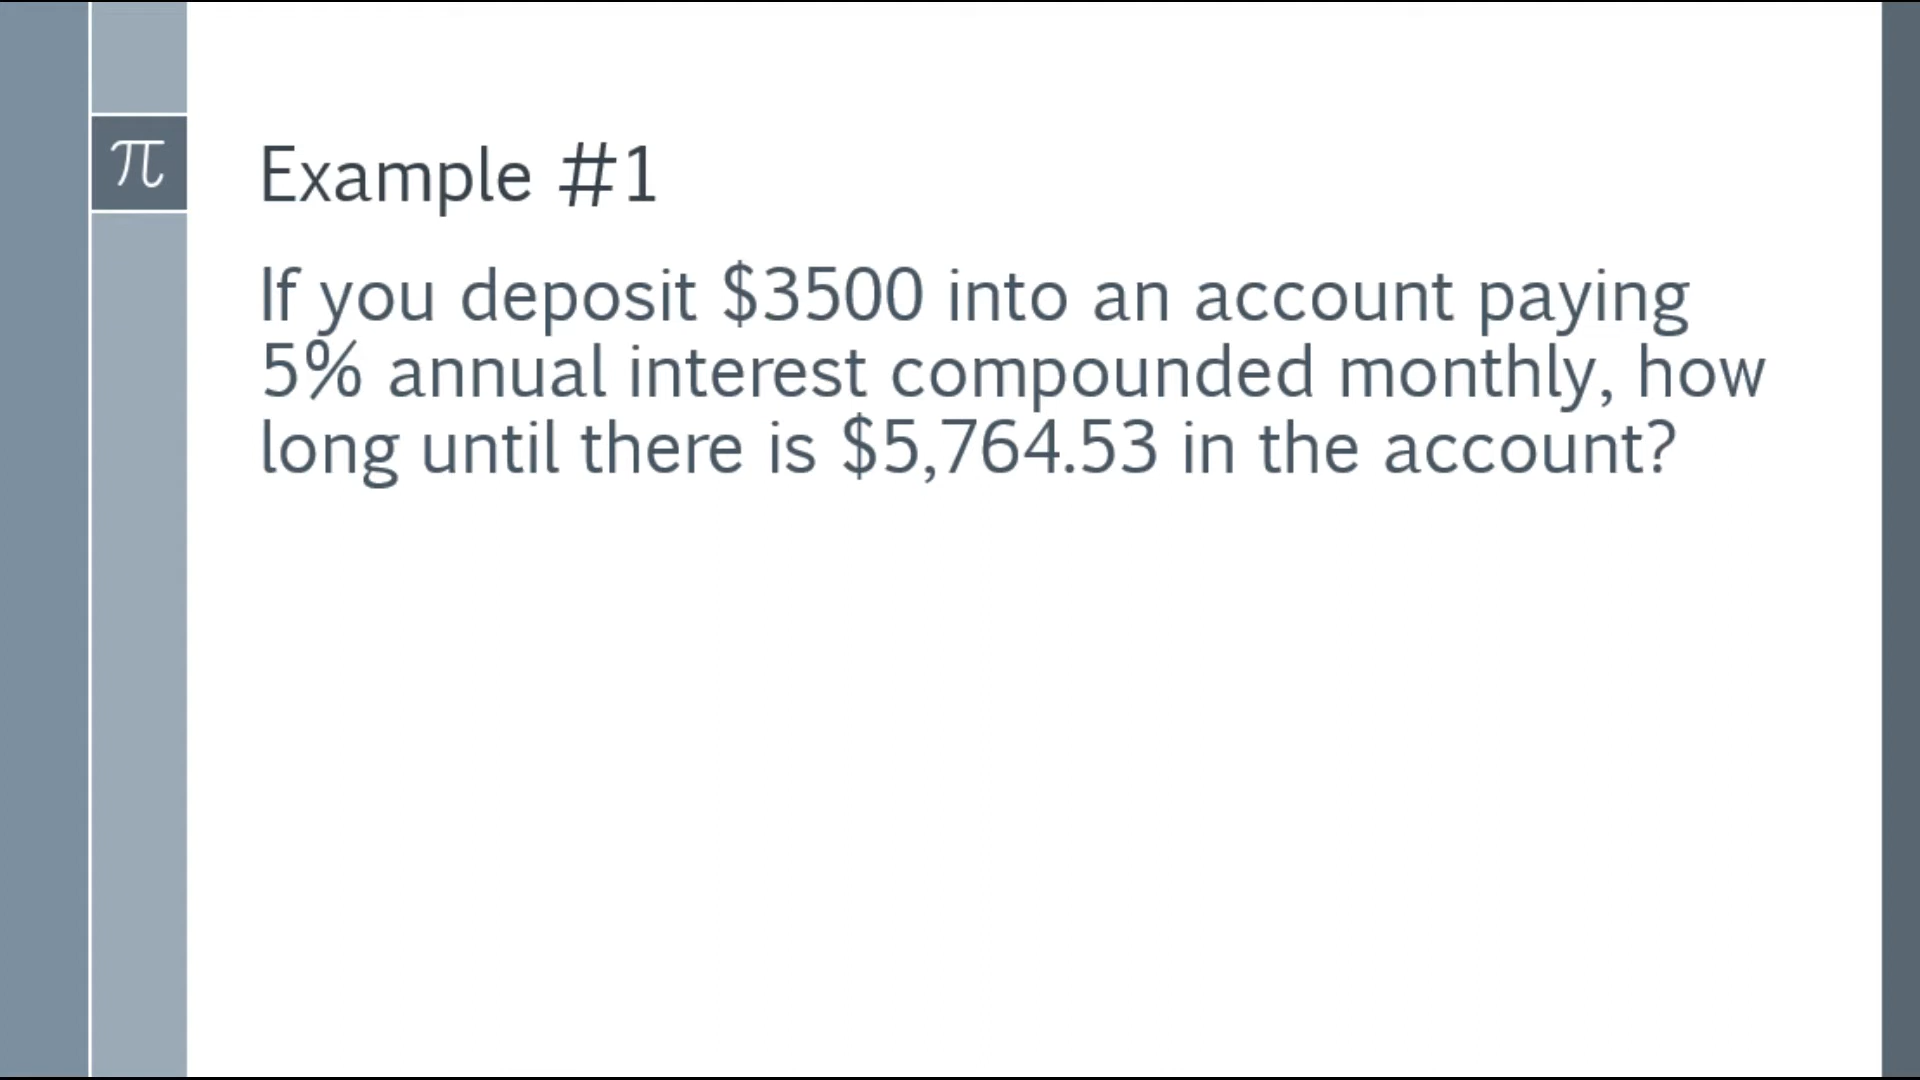 π
Example #1
If you deposit $3500 into an account paying
5% annual interest compounded monthly, how
long until there is $5,764.53 in the account?